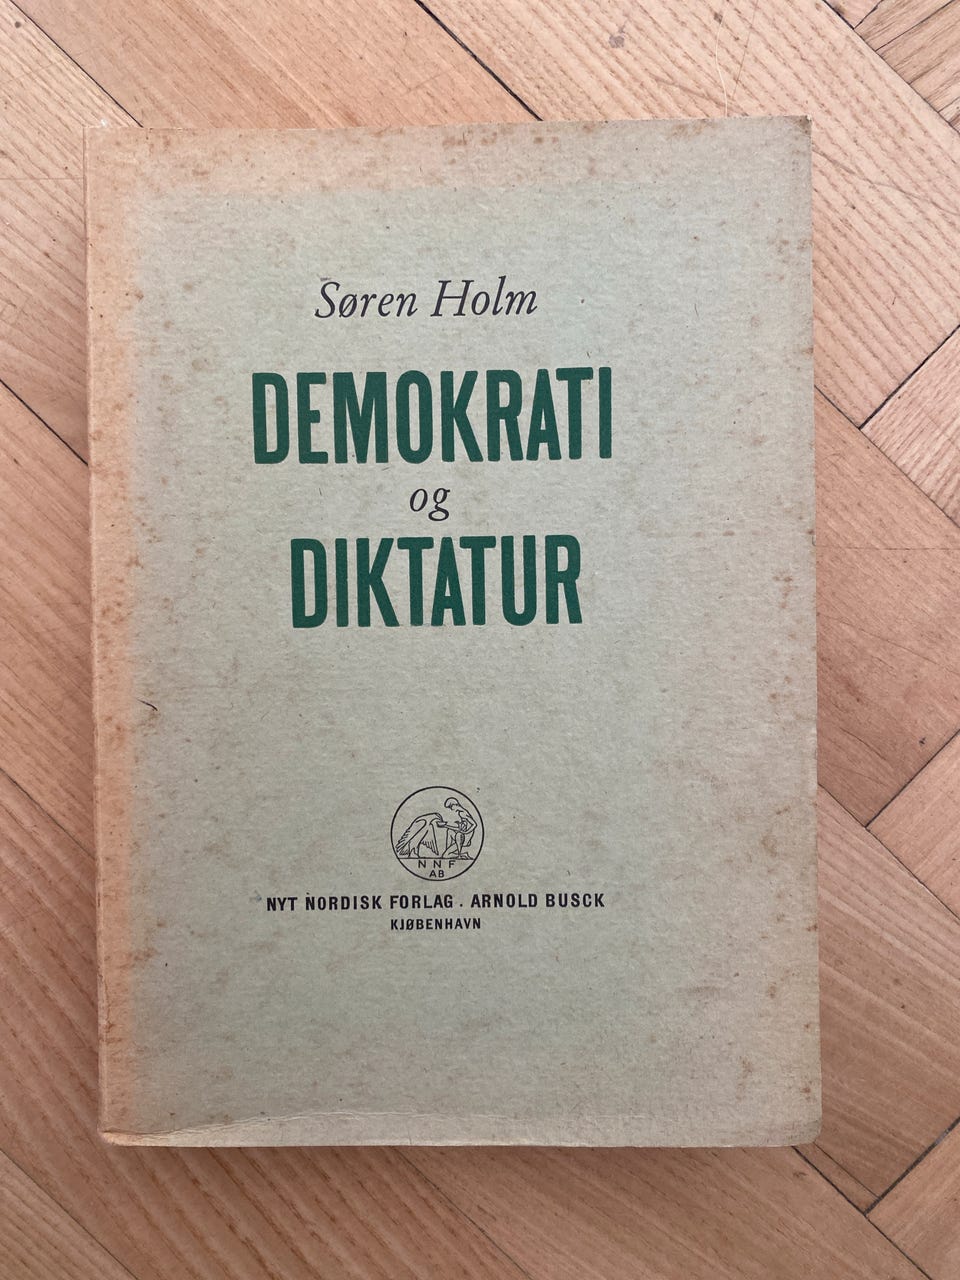 Søren Holm
DEMOKRATI
og
DIKTATUR
NNF
AB
NYT NORDISK FORLAG . ARNOLD BUSCK
KJØBENHAVN